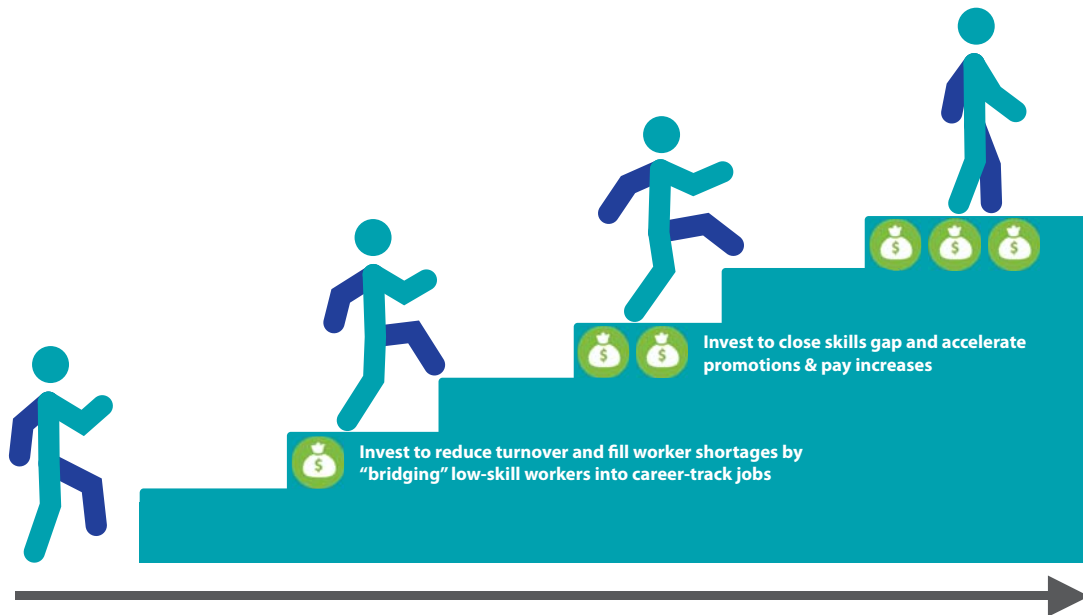 Invest to close skills gap and accelerate
promotions & pay increases
Invest to reduce turnover and fill worker shortages by
“bridging” low-skill workers into career-track jobs
$ $ $
$ $
$